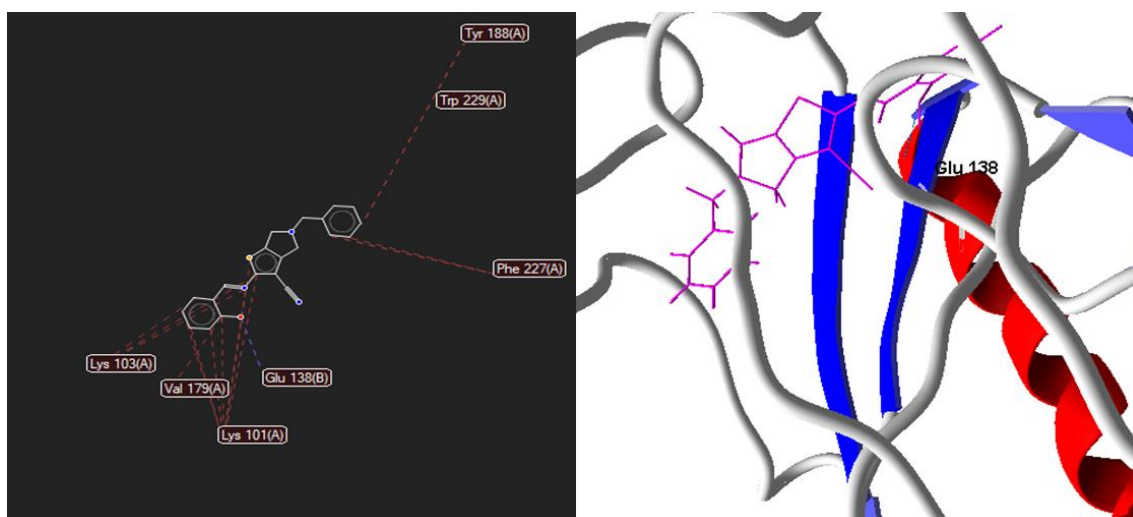 Tyr 188(A)
Trp 229(A)
Phe 227(A)
Lys 103(A)
Val 179(A)
Glu 138(B)
Lys 101(A)
Glu 138